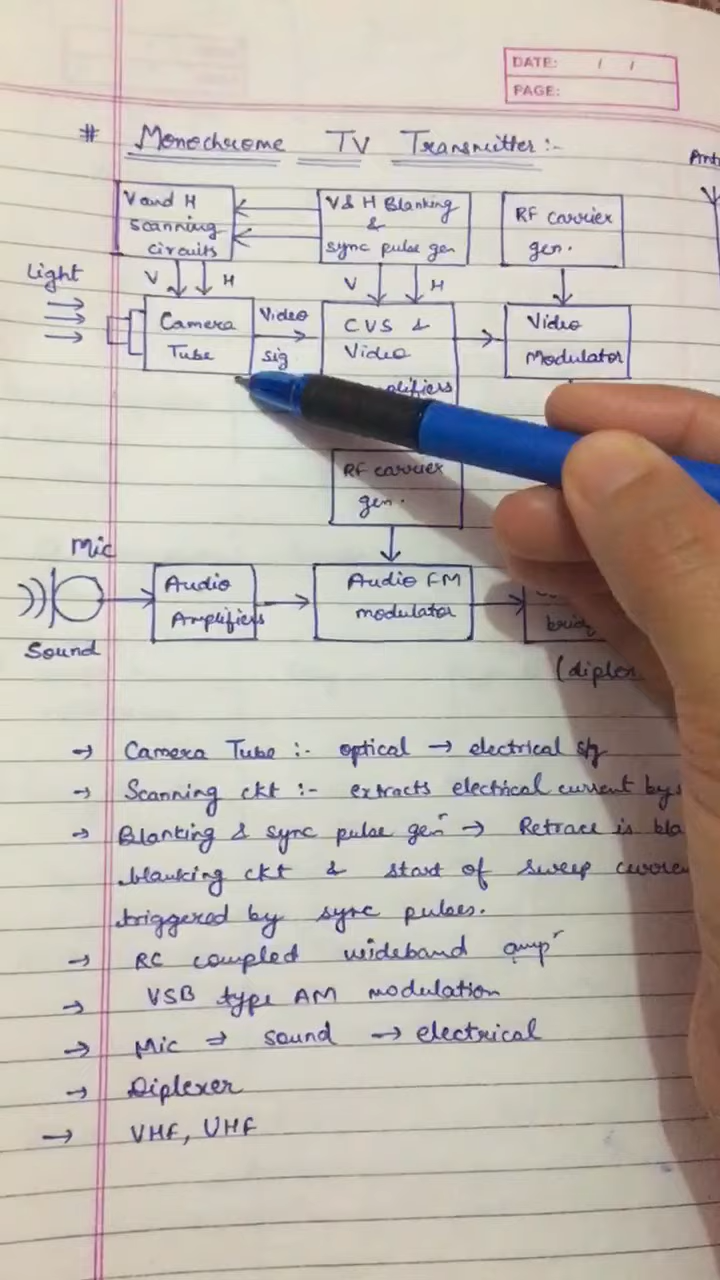 DATE: / /
PAGE:
# Monochrome TV Transmitter :-
V and H
scanning
circuits
V & H Blanking
&
sync pulse gen
RF carrier
gen.
V H
V H
Light
Camera
Tube
Video
sig
CVS &
Video
Video
Modulator
RF carrier
gen.
Mic
Sound
Audio
Amplifiers
Audio FM
modulator
→ Camera Tube :- optical → electrical sig
→ Scanning ckt :- extracts electrical current by
→ Blanking & sync pulse genⁿ → Retrace is
blanking ckt & start of sweep
triggered by sync pulses.
→ RC coupled wideband ampʳ
→ VSB type AM modulation
→ Mic → sound → electrical
→ Diplexer
→ VHF, UHF